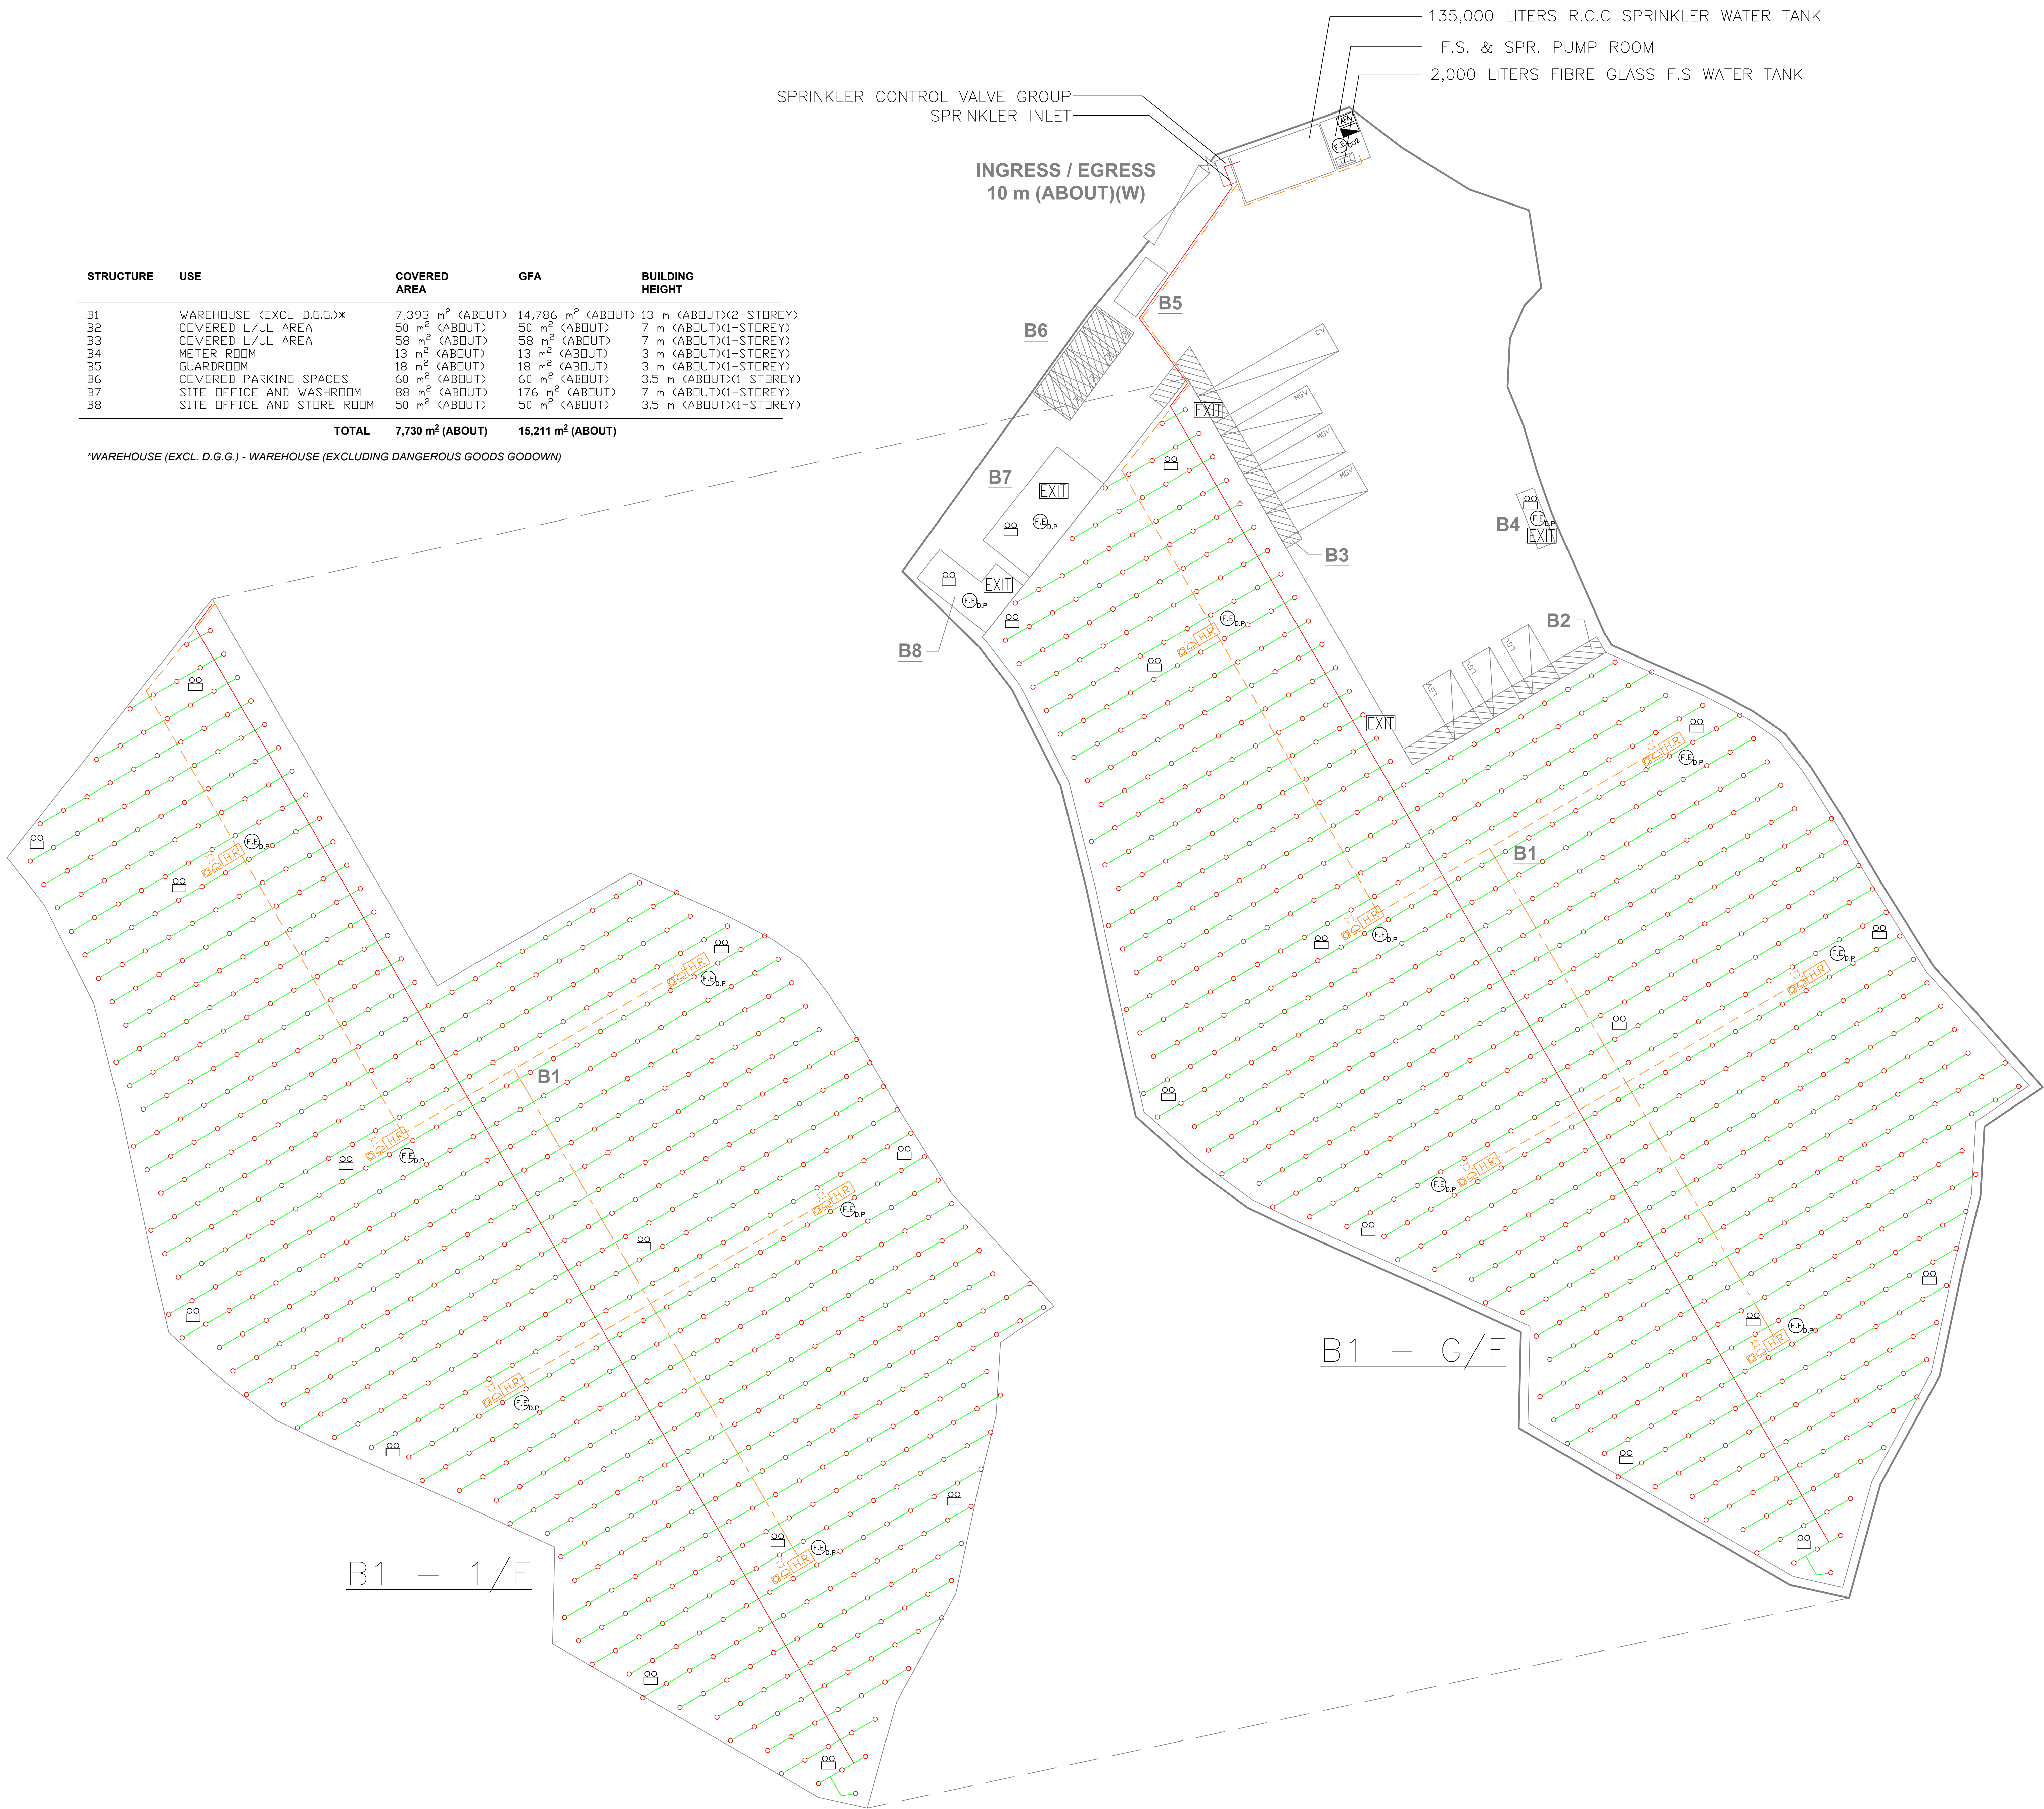 135,000 LITERS R.C.C SPRINKLER WATER TANK
F.S. & SPR. PUMP ROOM
2,000 LITERS FIBRE GLASS F.S WATER TANK
SPRINKLER CONTROL VALVE GROUP
SPRINKLER INLET
AFA
F.E
CO2
INGRESS / EGRESS
10 m (ABOUT)(W)
STRUCTURE USE COVERED AREA GFA BUILDING HEIGHT
B1 WAREHOUSE (EXCL D.G.G.)* 7,393 m² (ABOUT) 14,786 m² (ABOUT) 13 m (ABOUT)(2-STOREY)
B2 COVERED L/UL AREA 50 m² (ABOUT) 50 m² (ABOUT) 7 m (ABOUT)(1-STOREY)
B3 COVERED L/UL AREA 58 m² (ABOUT) 58 m² (ABOUT) 7 m (ABOUT)(1-STOREY)
B4 METER ROOM 13 m² (ABOUT) 13 m² (ABOUT) 3 m (ABOUT)(1-STOREY)
B5 GUARDROOM 18 m² (ABOUT) 18 m² (ABOUT) 3 m (ABOUT)(1-STOREY)
B6 COVERED PARKING SPACES 60 m² (ABOUT) 60 m² (ABOUT) 3.5 m (ABOUT)(1-STOREY)
B7 SITE OFFICE AND WASHROOM 88 m² (ABOUT) 176 m² (ABOUT) 7 m (ABOUT)(1-STOREY)
B8 SITE OFFICE AND STORE ROOM 50 m² (ABOUT) 50 m² (ABOUT) 3.5 m (ABOUT)(1-STOREY)
TOTAL 7,730 m² (ABOUT) 15,211 m² (ABOUT)
*WAREHOUSE (EXCL. D.G.G.) - WAREHOUSE (EXCLUDING DANGEROUS GOODS GODOWN)
B5
B6
CV
MGV
MGV
MGV
EXIT
B7
EXIT
F.E D.P
B3
B4
F.E D.P
EXIT
EXIT
F.E D.P
B8
B2
LGV
LGV
LGV
H.R
F.E D.P
EXIT
H.R
F.E D.P
B1
H.R
F.E D.P
H.R
F.E D.P
H.R
F.E D.P
H.R
F.E D.P
B1 - G/F
H.R
F.E D.P
H.R
F.E D.P
B1
H.R
F.E D.P
H.R
F.E D.P
H.R
F.E D.P
H.R
F.E D.P
B1 - 1/F